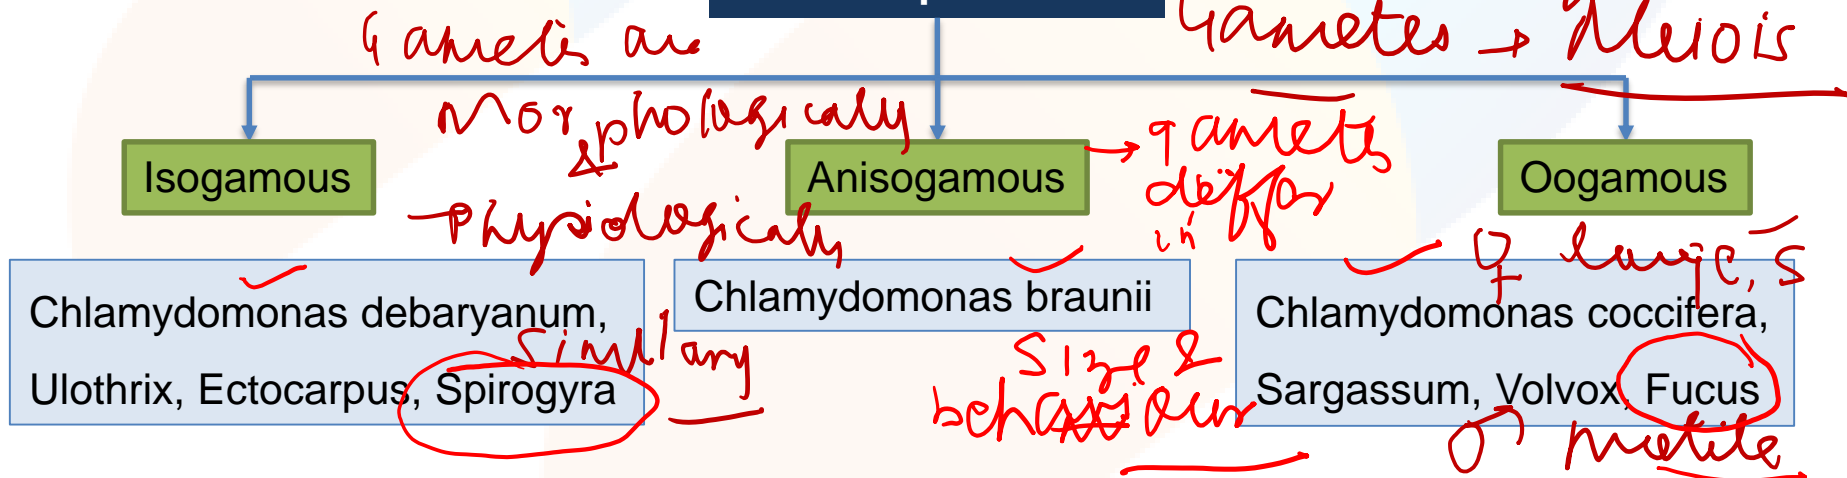 Gametes are
Gametes → Meiois
Morphologically
&
Physiologically
similary
Isogamous
Chlamydomonas debaryanum,
Ulothrix, Ectocarpus, Spirogyra
Anisogamous
→ gametes
differ
in
size &
behaviour
Chlamydomonas braunii
Oogamous
♀ large, S
Chlamydomonas coccifera,
Sargassum, Volvox, Fucus
♂ motile